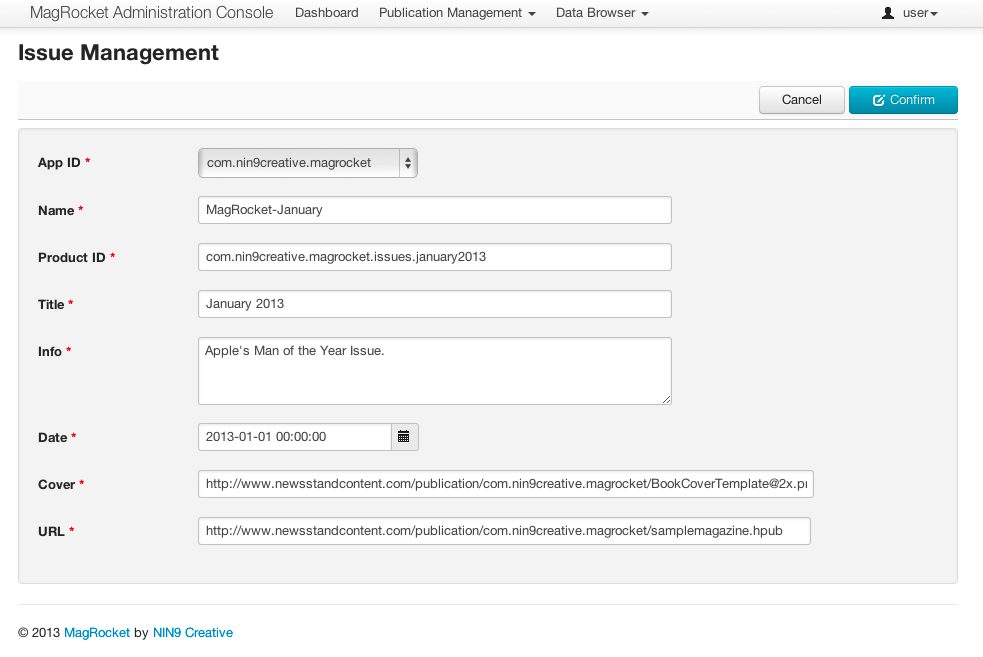 MagRocket Administration Console Dashboard Publication Management Data Browser user
Issue Management
Cancel Confirm
App ID * com.nin9creative.magrocket
Name * MagRocket-January
Product ID * com.nin9creative.magrocket.issues.january2013
Title * January 2013
Info * Apple's Man of the Year Issue.
Date * 2013-01-01 00:00:00
Cover * http://www.newsstandcontent.com/publication/com.nin9creative.magrocket/BookCoverTemplate@2x.pr
URL * http://www.newsstandcontent.com/publication/com.nin9creative.magrocket/samplemagazine.hpub
© 2013 MagRocket by NIN9 Creative